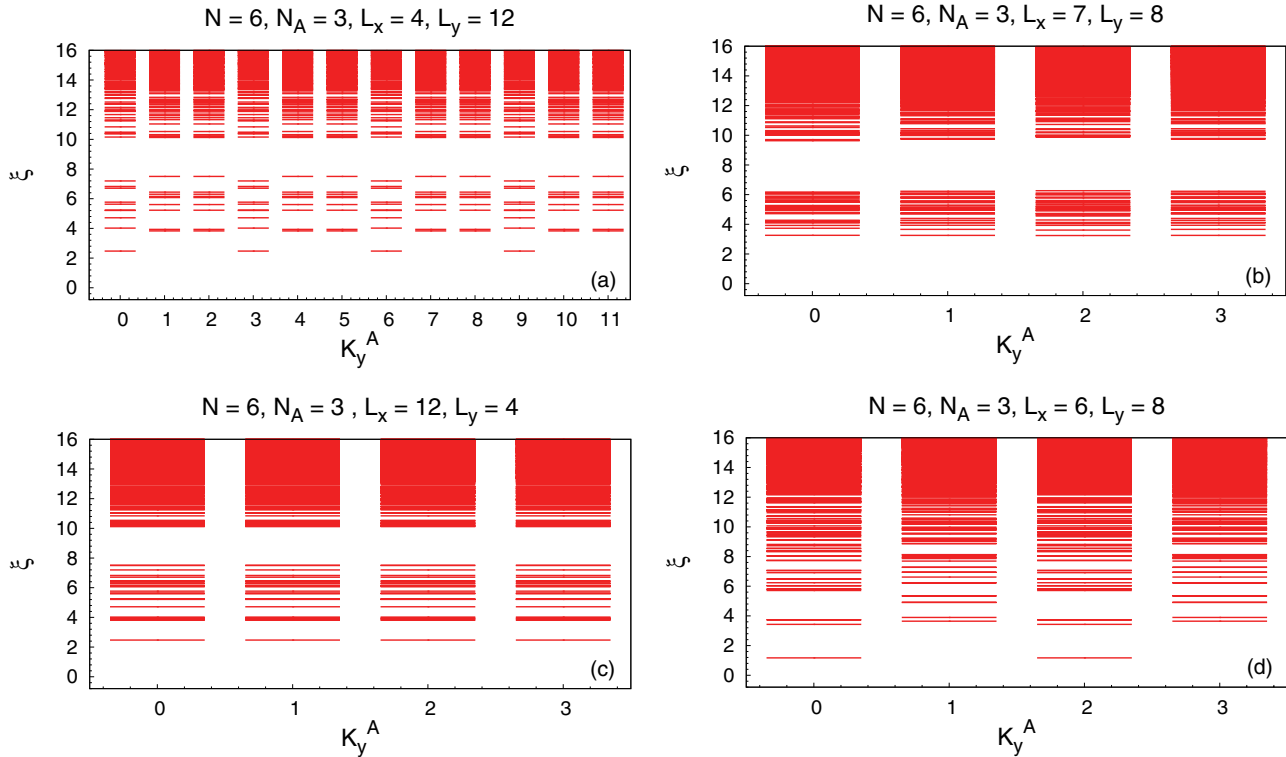 N = 6, N_A = 3, L_x = 4, L_y = 12
16
14
12
10
8
6
4
2
0
ξ
(a)
0 1 2 3 4 5 6 7 8 9 10 11
K_y^A
N = 6, N_A = 3, L_x = 7, L_y = 8
16
14
12
10
8
6
4
2
0
ξ
(b)
0 1 2 3
K_y^A
N = 6, N_A = 3 , L_x = 12, L_y = 4
16
14
12
10
8
6
4
2
0
ξ
(c)
0 1 2 3
K_y^A
N = 6, N_A = 3, L_x = 6, L_y = 8
16
14
12
10
8
6
4
2
0
ξ
(d)
0 1 2 3
K_y^A